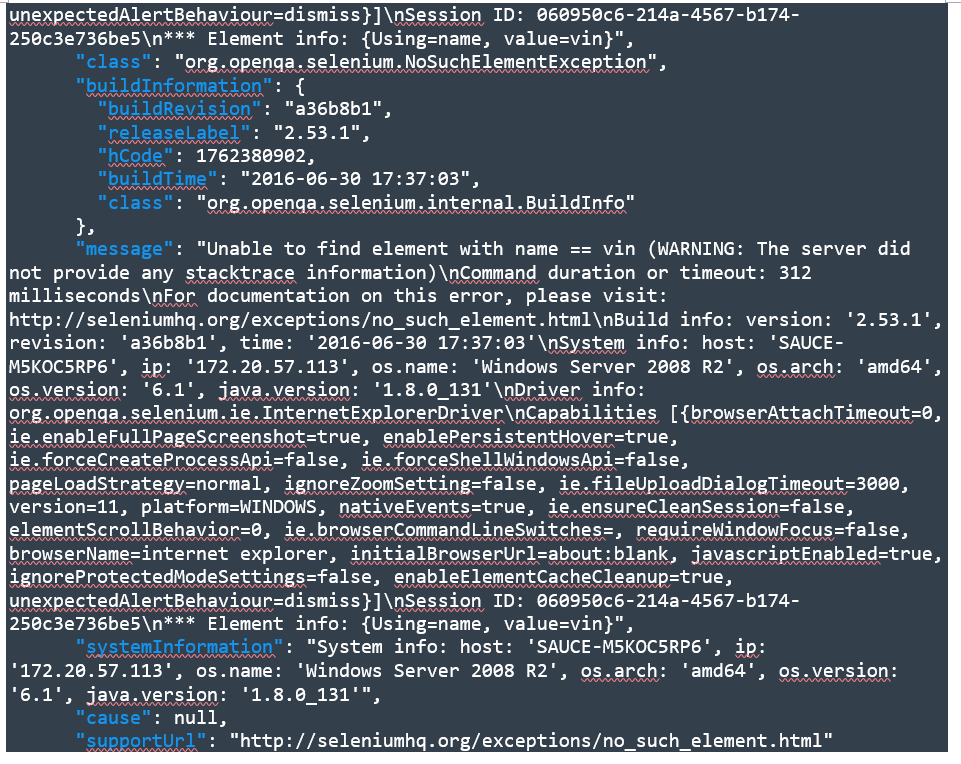 unexpectedAlertBehaviour=dismiss}]\nSession ID: 060950c6-214a-4567-b174-
250c3e736be5\n*** Element info: {Using=name, value=vin}",
"class": "org.openqa.selenium.NoSuchElementException",
"buildInformation": {
"buildRevision": "a36b8b1",
"releaseLabel": "2.53.1",
"hCode": 1762380902,
"buildTime": "2016-06-30 17:37:03",
"class": "org.openqa.selenium.internal.BuildInfo"
},
"message": "Unable to find element with name == vin (WARNING: The server did
not provide any stacktrace information)\nCommand duration or timeout: 312
milliseconds\nFor documentation on this error, please visit:
http://seleniumhq.org/exceptions/no_such_element.html\nBuild info: version: '2.53.1',
revision: 'a36b8b1', time: '2016-06-30 17:37:03'\nSystem info: host: 'SAUCE-
M5KOC5RP6', ip: '172.20.57.113', os.name: 'Windows Server 2008 R2', os.arch: 'amd64',
os.version: '6.1', java.version: '1.8.0_131'\nDriver info:
org.openqa.selenium.ie.InternetExplorerDriver\nCapabilities [{browserAttachTimeout=0,
ie.enableFullPageScreenshot=true, enablePersistentHover=true,
ie.forceCreateProcessApi=false, ie.forceShellWindowsApi=false,
pageLoadStrategy=normal, ignoreZoomSetting=false, ie.fileUploadDialogTimeout=3000,
version=11, platform=WINDOWS, nativeEvents=true, ie.ensureCleanSession=false,
elementScrollBehavior=0, ie.browserCommandLineSwitches=, requireWindowFocus=false,
browserName=internet explorer, initialBrowserUrl=about:blank, javascriptEnabled=true,
ignoreProtectedModeSettings=false, enableElementCacheCleanup=true,
unexpectedAlertBehaviour=dismiss}]\nSession ID: 060950c6-214a-4567-b174-
250c3e736be5\n*** Element info: {Using=name, value=vin}",
"systemInformation": "System info: host: 'SAUCE-M5KOC5RP6', ip:
'172.20.57.113', os.name: 'Windows Server 2008 R2', os.arch: 'amd64', os.version:
'6.1', java.version: '1.8.0_131'",
"cause": null,
"supportUrl": "http://seleniumhq.org/exceptions/no_such_element.html"